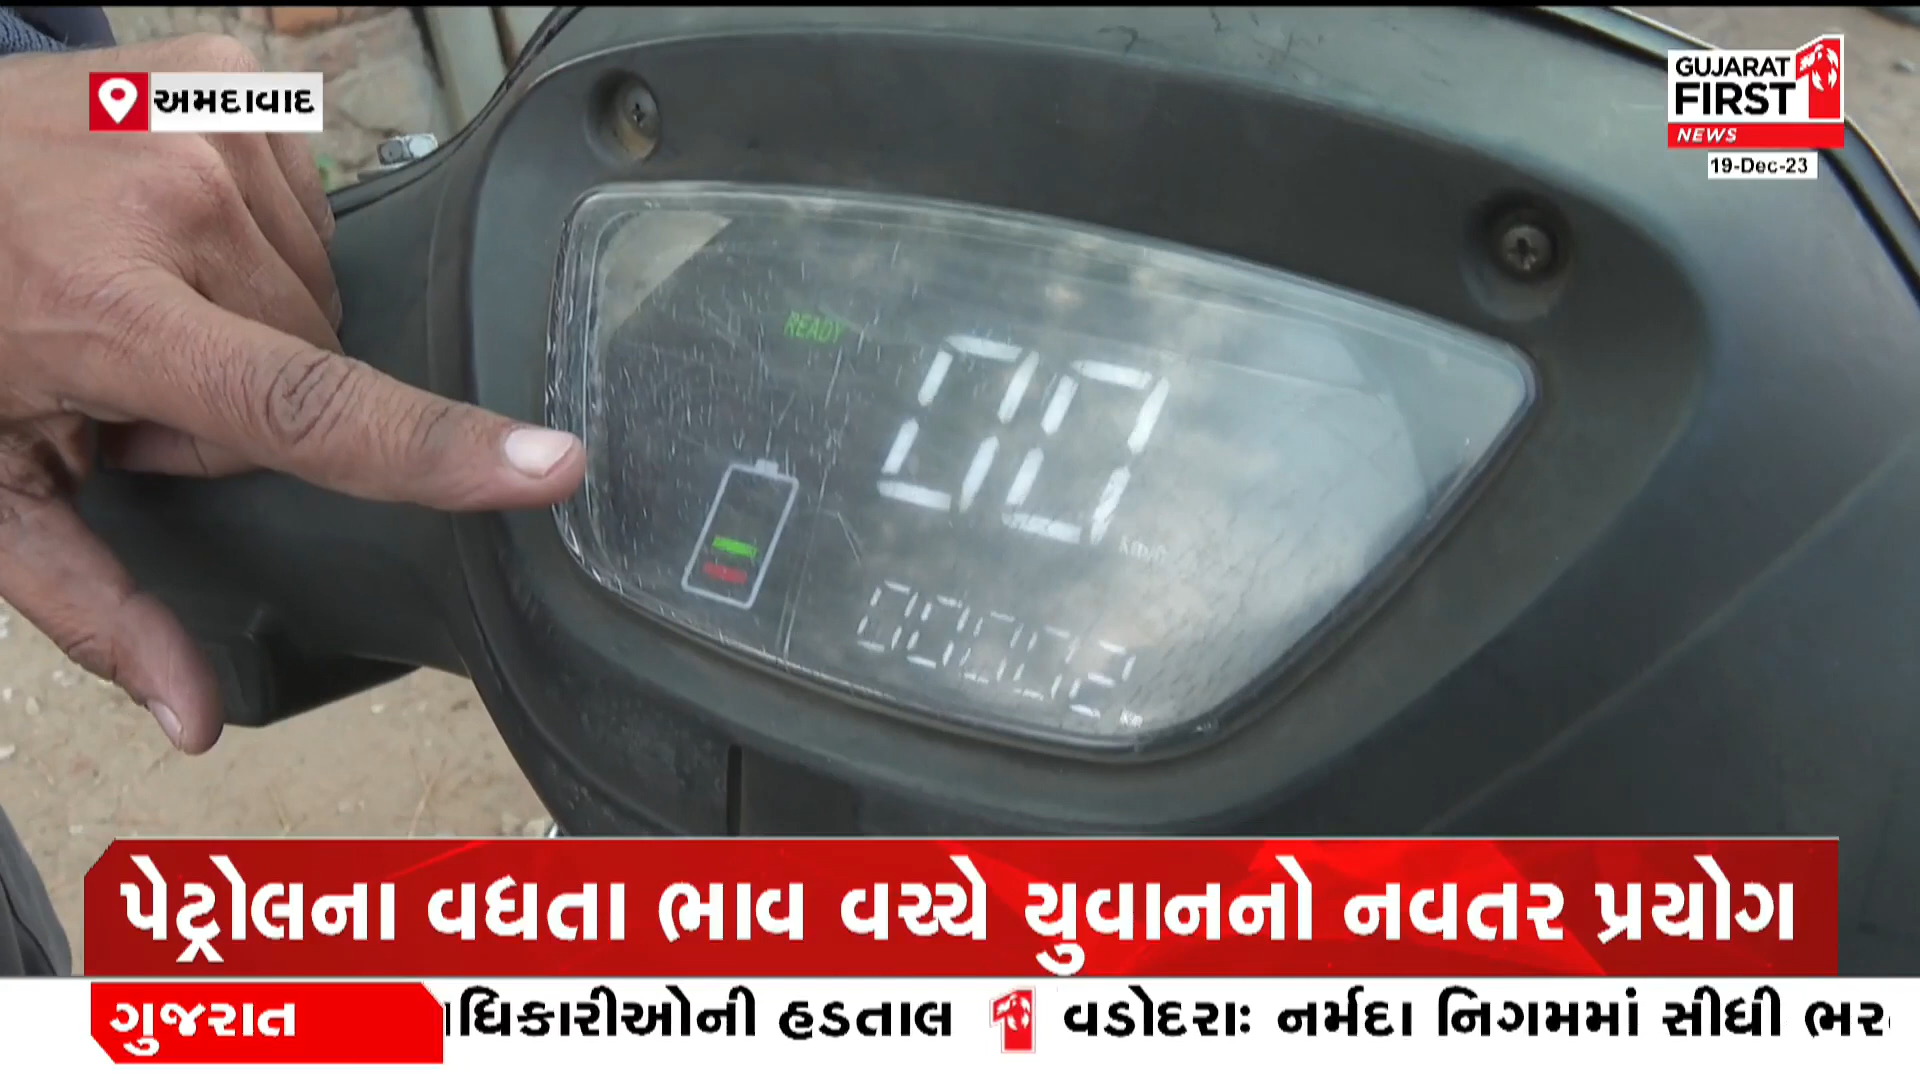 અમદાવાદ
GUJARAT
FIRST
NEWS
19-Dec-23
READY
00
km/h
00002
km
પેટ્રોલના વધતા ભાવ વચ્ચે યુવાનનો નવતર પ્રયોગ
ગુજરાત
ધિકારીઓની હડતાલ વડોદરાઃ નર્મદા નિગમમાં સીધી ભર